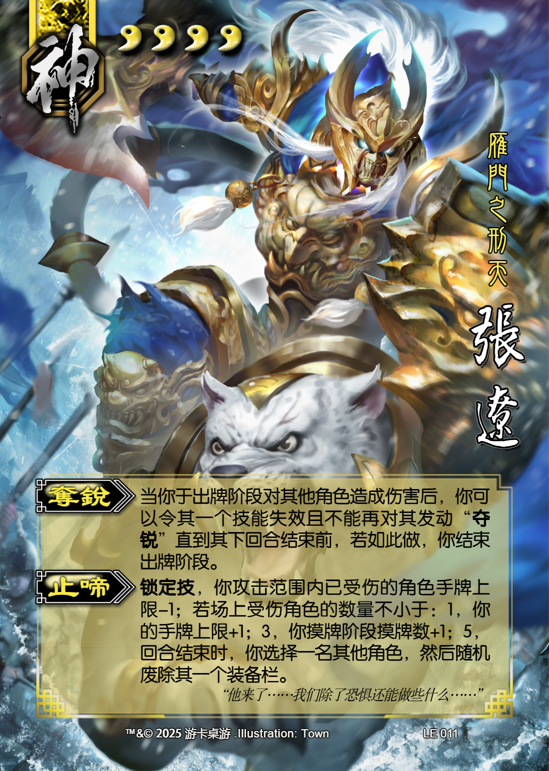 神
雁門之刑天
張遼
奪銳
当你于出牌阶段对其他角色造成伤害后，你可
以令其一个技能失效且不能再对其发动“夺
锐”直到其下回合结束前，若如此做，你结束
出牌阶段。
止啼
锁定技，你攻击范围内已受伤的角色手牌上
限-1；若场上受伤角色的数量不小于：1，你
的手牌上限+1；3，你摸牌阶段摸牌数+1；5，
回合结束时，你选择一名其他角色，然后随机
废除其一个装备栏。
“他来了……我们除了恐惧还能做些什么……”
™&© 2025 游卡桌游 Illustration: Town
LE 011